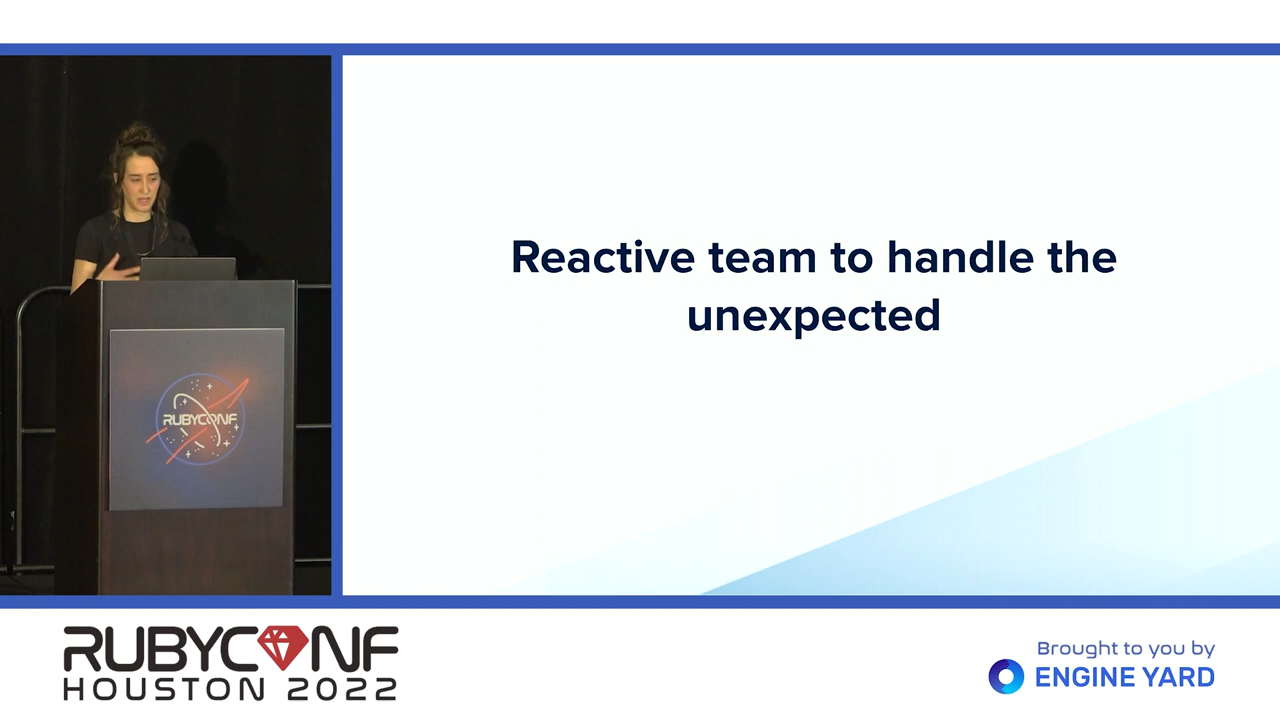 Reactive team to handle the
unexpected
RUBYCONF
RUBYCONF
HOUSTON 2022
Brought to you by
ENGINE YARD